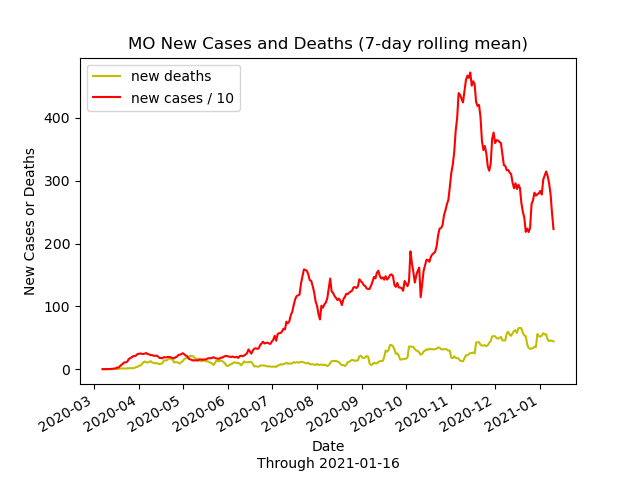 MO New Cases and Deaths (7-day rolling mean)
new deaths
new cases / 10
New Cases or Deaths
400
300
200
100
0
2020-03
2020-04
2020-05
2020-06
2020-07
2020-08
2020-09
2020-10
2020-11
2020-12
2021-01
Date
Through 2021-01-16